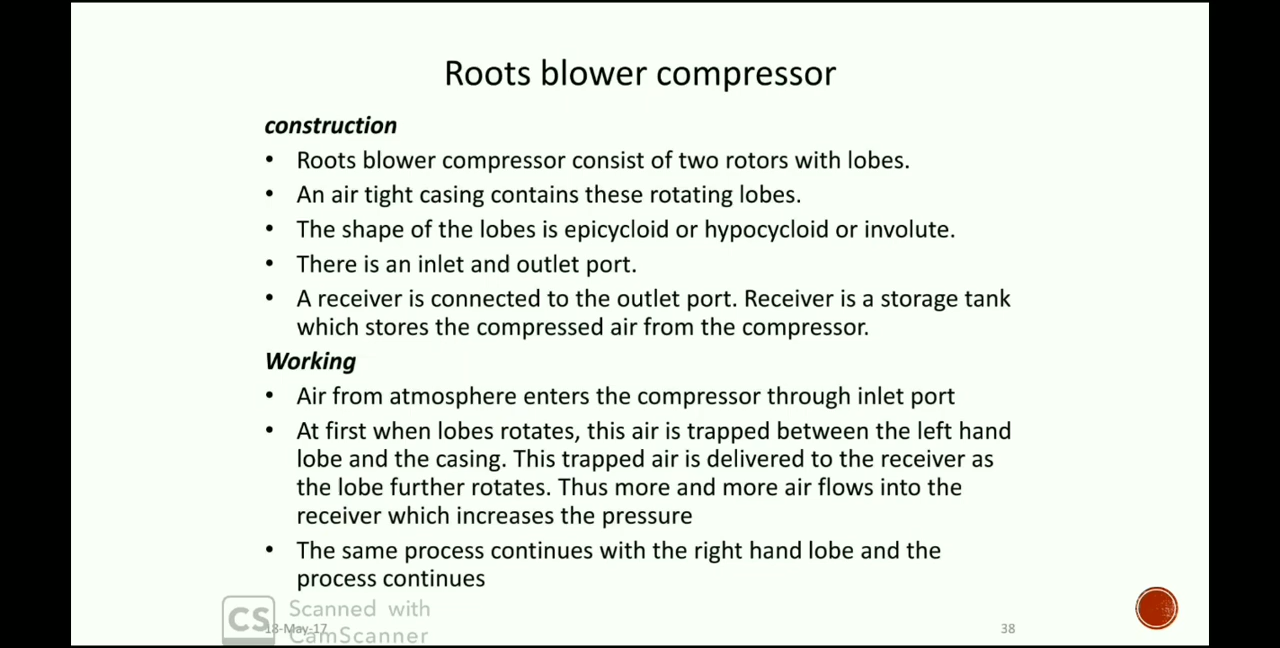 Roots blower compressor
construction
• Roots blower compressor consist of two rotors with lobes.
• An air tight casing contains these rotating lobes.
• The shape of the lobes is epicycloid or hypocycloid or involute.
• There is an inlet and outlet port.
• A receiver is connected to the outlet port. Receiver is a storage tank
which stores the compressed air from the compressor.
Working
• Air from atmosphere enters the compressor through inlet port
• At first when lobes rotates, this air is trapped between the left hand
lobe and the casing. This trapped air is delivered to the receiver as
the lobe further rotates. Thus more and more air flows into the
receiver which increases the pressure
• The same process continues with the right hand lobe and the
process continues
CS Scanned with
CamScanner
18-May-17
38